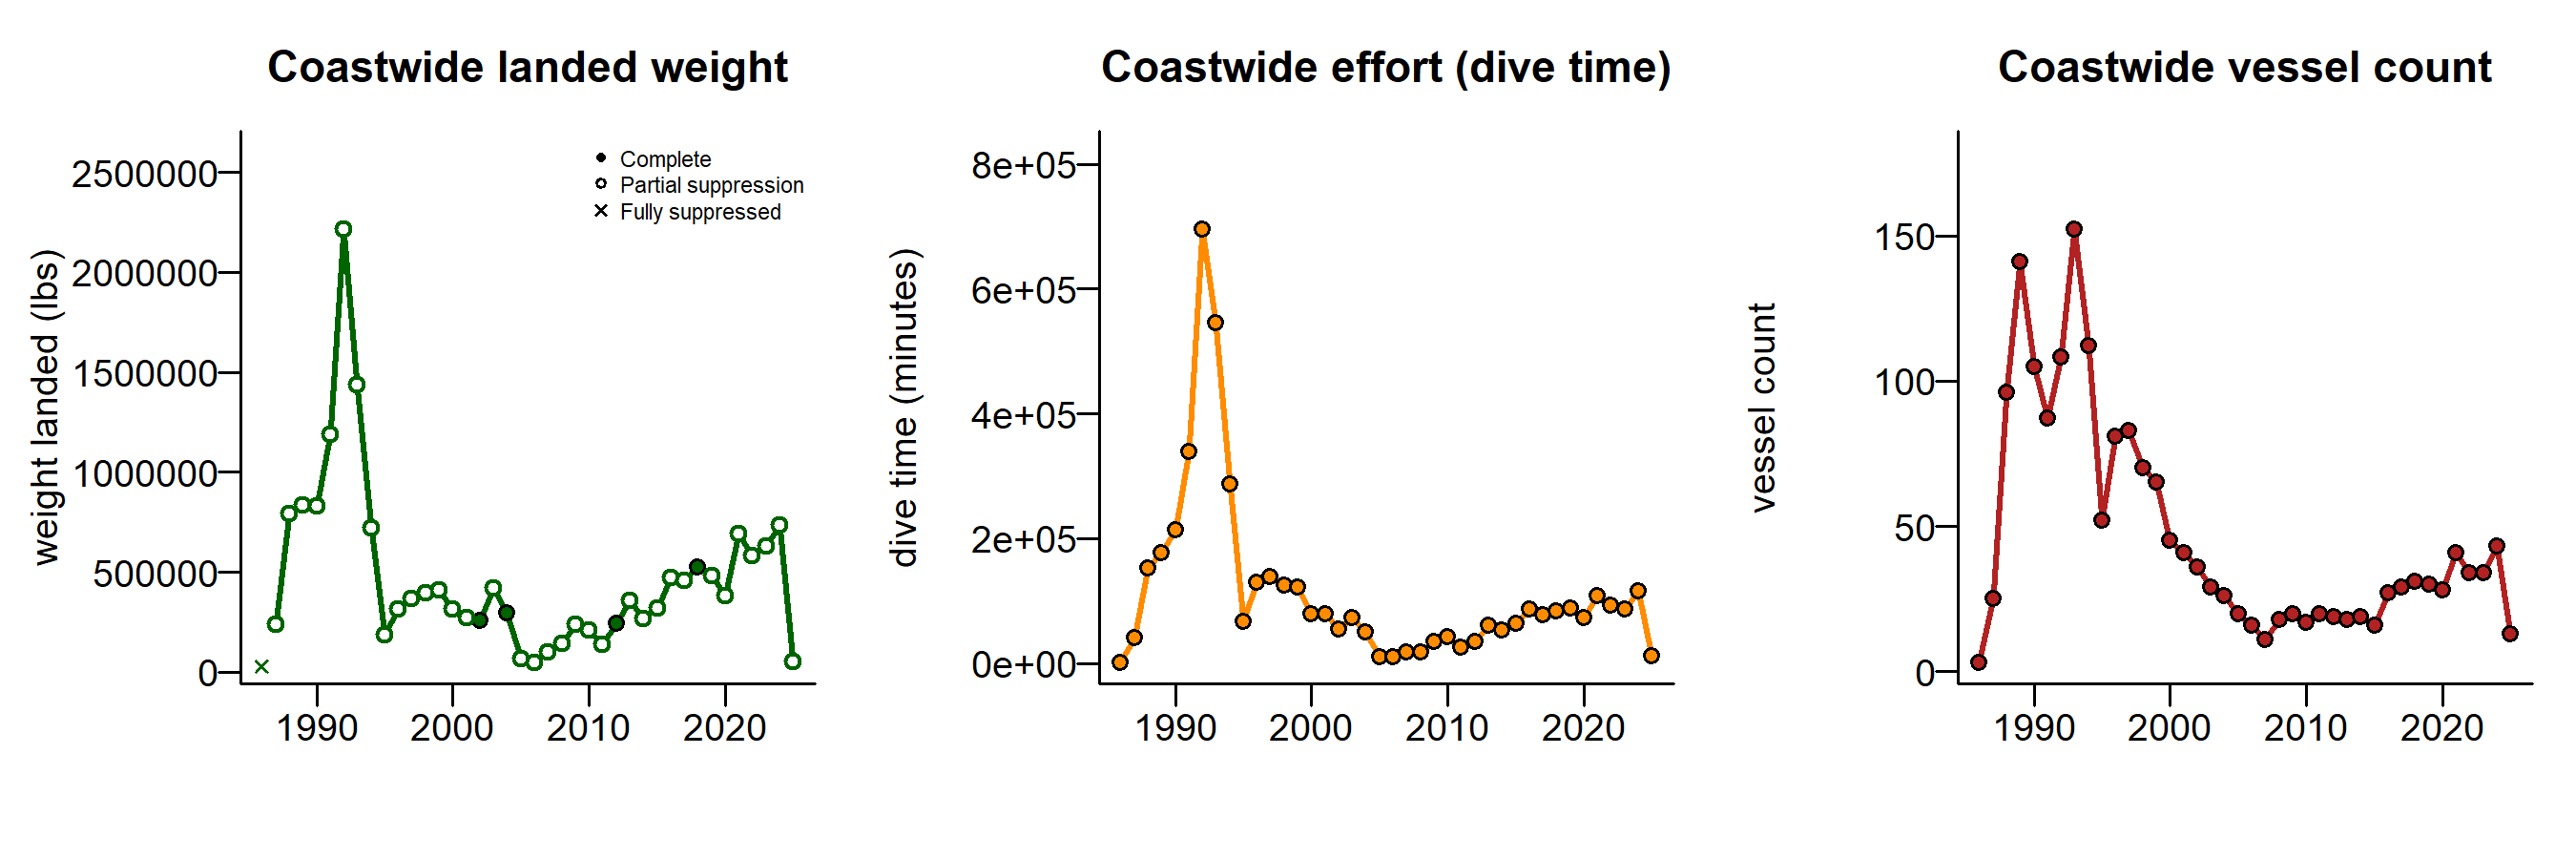 Coastwide landed weight
weight landed (lbs)
2500000
2000000
1500000
1000000
500000
0
Complete
Partial suppression
Fully suppressed
1990 2000 2010 2020
Coastwide effort (dive time)
dive time (minutes)
8e+05
6e+05
4e+05
2e+05
0e+00
1990 2000 2010 2020
Coastwide vessel count
vessel count
150
100
50
0
1990 2000 2010 2020